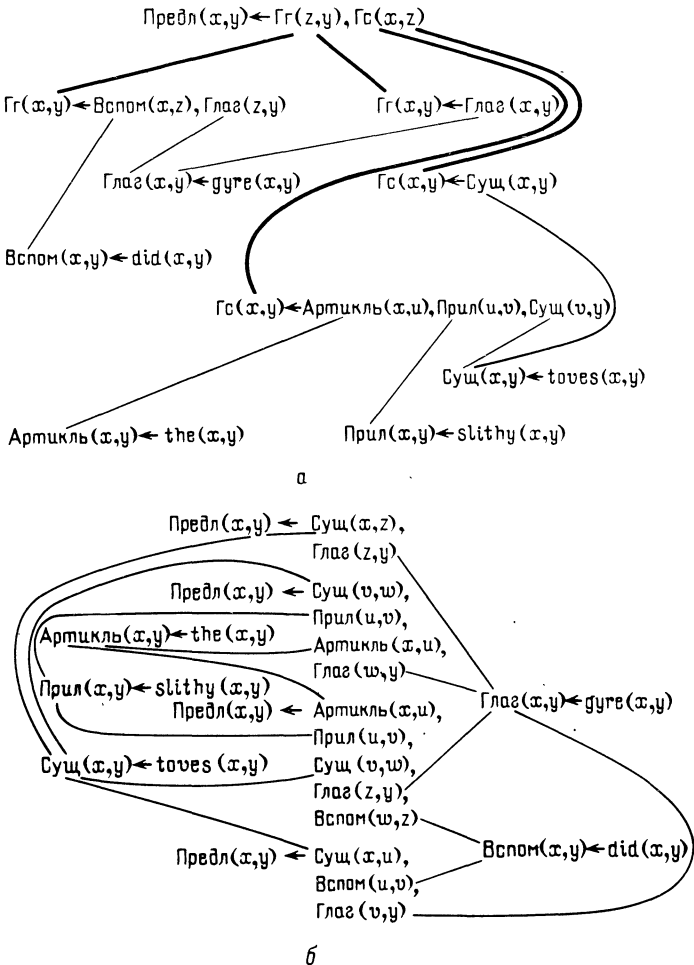 Предл(x,y)←Гг(z,y),Гс(x,z)
Гг(x,y)←Вспом(x,z),Глаг(z,y)
Гг(x,y)←Глаг(x,y)
Глаг(x,y)←gyre(x,y)
Гс(x,y)←Сущ(x,y)
Вспом(x,y)←did(x,y)
Гс(x,y)←Артикль(x,u),Прил(u,v),Сущ(v,y)
Сущ(x,y)←toves(x,y)
Артикль(x,y)←the(x,y)
Прил(x,y)←slithy(x,y)
а
Предл(x,y)← Сущ(x,z),
Глаг(z,y)
Предл(x,y)← Сущ(v,w),
Прил(u,v),
Артикль(x,y)←the(x,y)
Артикль(x,u),
Глаг(w,y)
Прил(x,y)←slithy(x,y)
Глаг(x,y)←gyre(x,y)
Предл(x,y)← Артикль(x,u),
Прил(u,v),
Сущ(x,y)←toves(x,y)
Сущ(v,w),
Глаг(z,y),
Вспом(w,z)
Вспом(x,y)←did(x,y)
Предл(x,y)← Сущ(x,u),
Вспом(u,v),
Глаг(v,y)
б